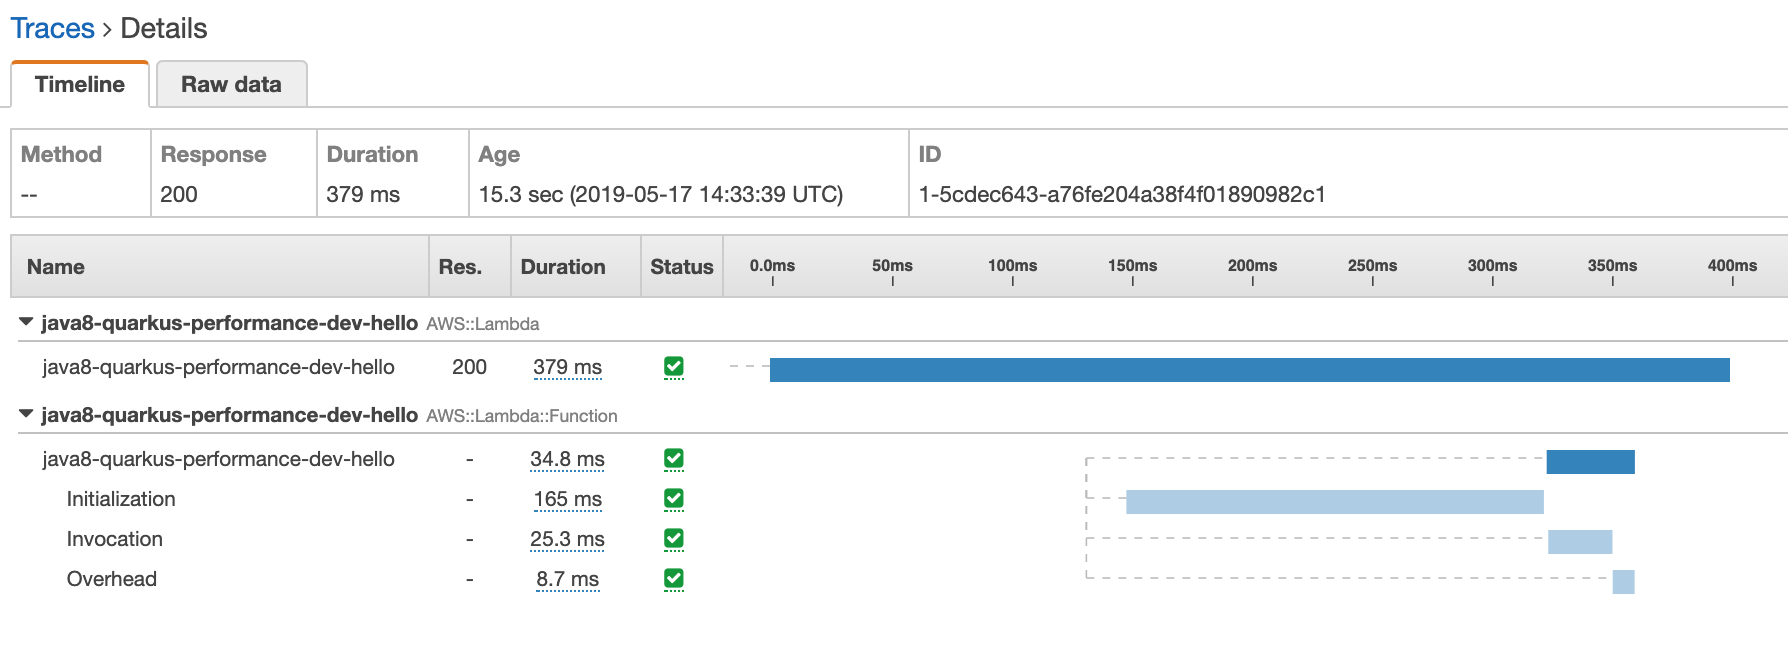 Traces > Details
Timeline Raw data
Method Response Duration Age ID
-- 200 379 ms 15.3 sec (2019-05-17 14:33:39 UTC) 1-5cdec643-a76fe204a38f4f01890982c1
Name Res. Duration Status 0.0ms 50ms 100ms 150ms 200ms 250ms 300ms 350ms 400ms
java8-quarkus-performance-dev-hello AWS::Lambda
java8-quarkus-performance-dev-hello 200 379 ms
java8-quarkus-performance-dev-hello AWS::Lambda::Function
java8-quarkus-performance-dev-hello - 34.8 ms
Initialization - 165 ms
Invocation - 25.3 ms
Overhead - 8.7 ms